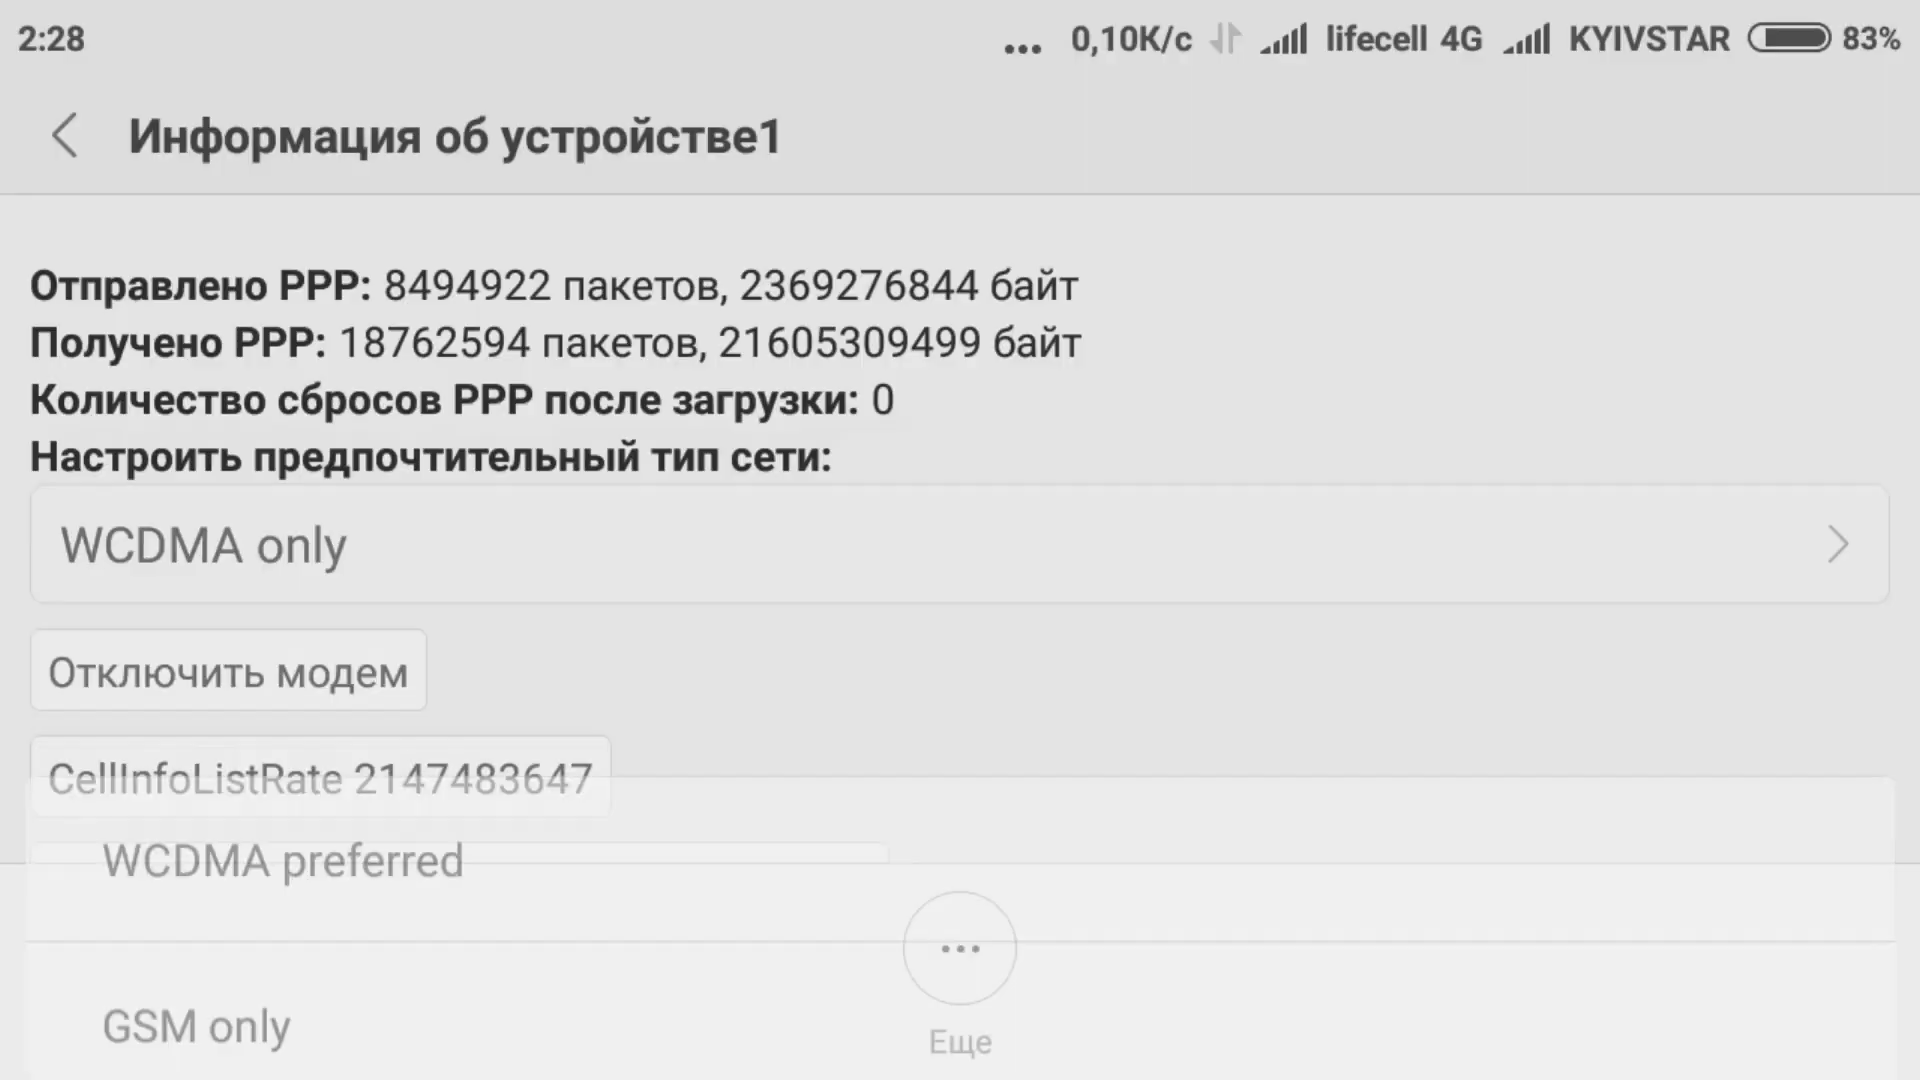 2:28
... 0,10К/с lifecell 4G KYIVSTAR 83%
Информация об устройстве1
Отправлено PPP: 8494922 пакетов, 2369276844 байт
Получено PPP: 18762594 пакетов, 21605309499 байт
Количество сбросов PPP после загрузки: 0
Настроить предпочтительный тип сети:
WCDMA only
Отключить модем
CellInfoListRate 2147483647
WCDMA preferred
GSM only
Еще